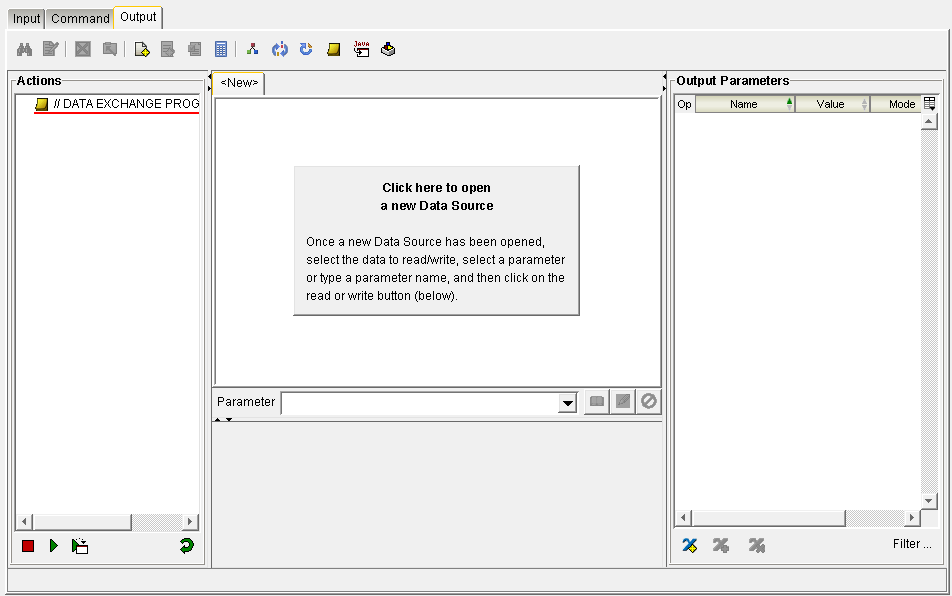 Input Command Output
JAVA
Actions
<New>
Output Parameters
// DATA EXCHANGE PROG
Op Name Value Mode
Click here to open
a new Data Source
Once a new Data Source has been opened,
select the data to read/write, select a parameter
or type a parameter name, and then click on the
read or write button (below).
Parameter
Filter ...